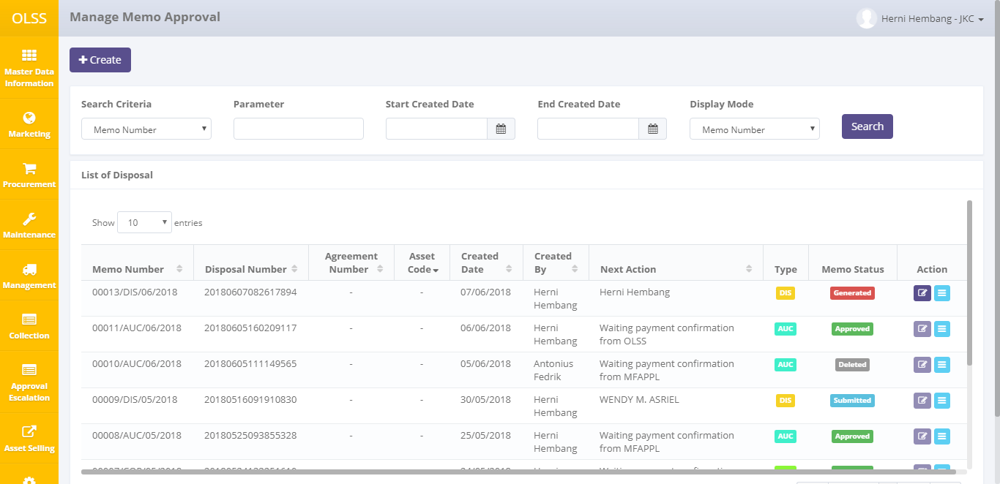 OLSS
Manage Memo Approval
Herni Hembang - JKC
Master Data
Information
Marketing
Procurement
Maintenance
Management
Collection
Approval
Escalation
Asset Selling
Create
Search Criteria Parameter Start Created Date End Created Date Display Mode
Memo Number Memo Number Search
List of Disposal
Show 10 entries
Memo Number Disposal Number Agreement Number Asset Code Created Date Created By Next Action Type Memo Status Action
00013/DIS/06/2018 20180607082617894 - - 07/06/2018 Herni Hembang Herni Hembang DIS Generated
00011/AUC/06/2018 20180605160209117 - - 06/06/2018 Herni Hembang Waiting payment confirmation from OLSS AUC Approved
00010/AUC/06/2018 20180605111149565 - - 05/06/2018 Antonius Fedrik Waiting payment confirmation from MFAPPL AUC Deleted
00009/DIS/05/2018 20180516091910830 - - 30/05/2018 Herni Hembang WENDY M. ASRIEL DIS Submitted
00008/AUC/05/2018 20180525093855328 - - 25/05/2018 Herni Hembang Waiting payment confirmation from MFAPPL AUC Approved